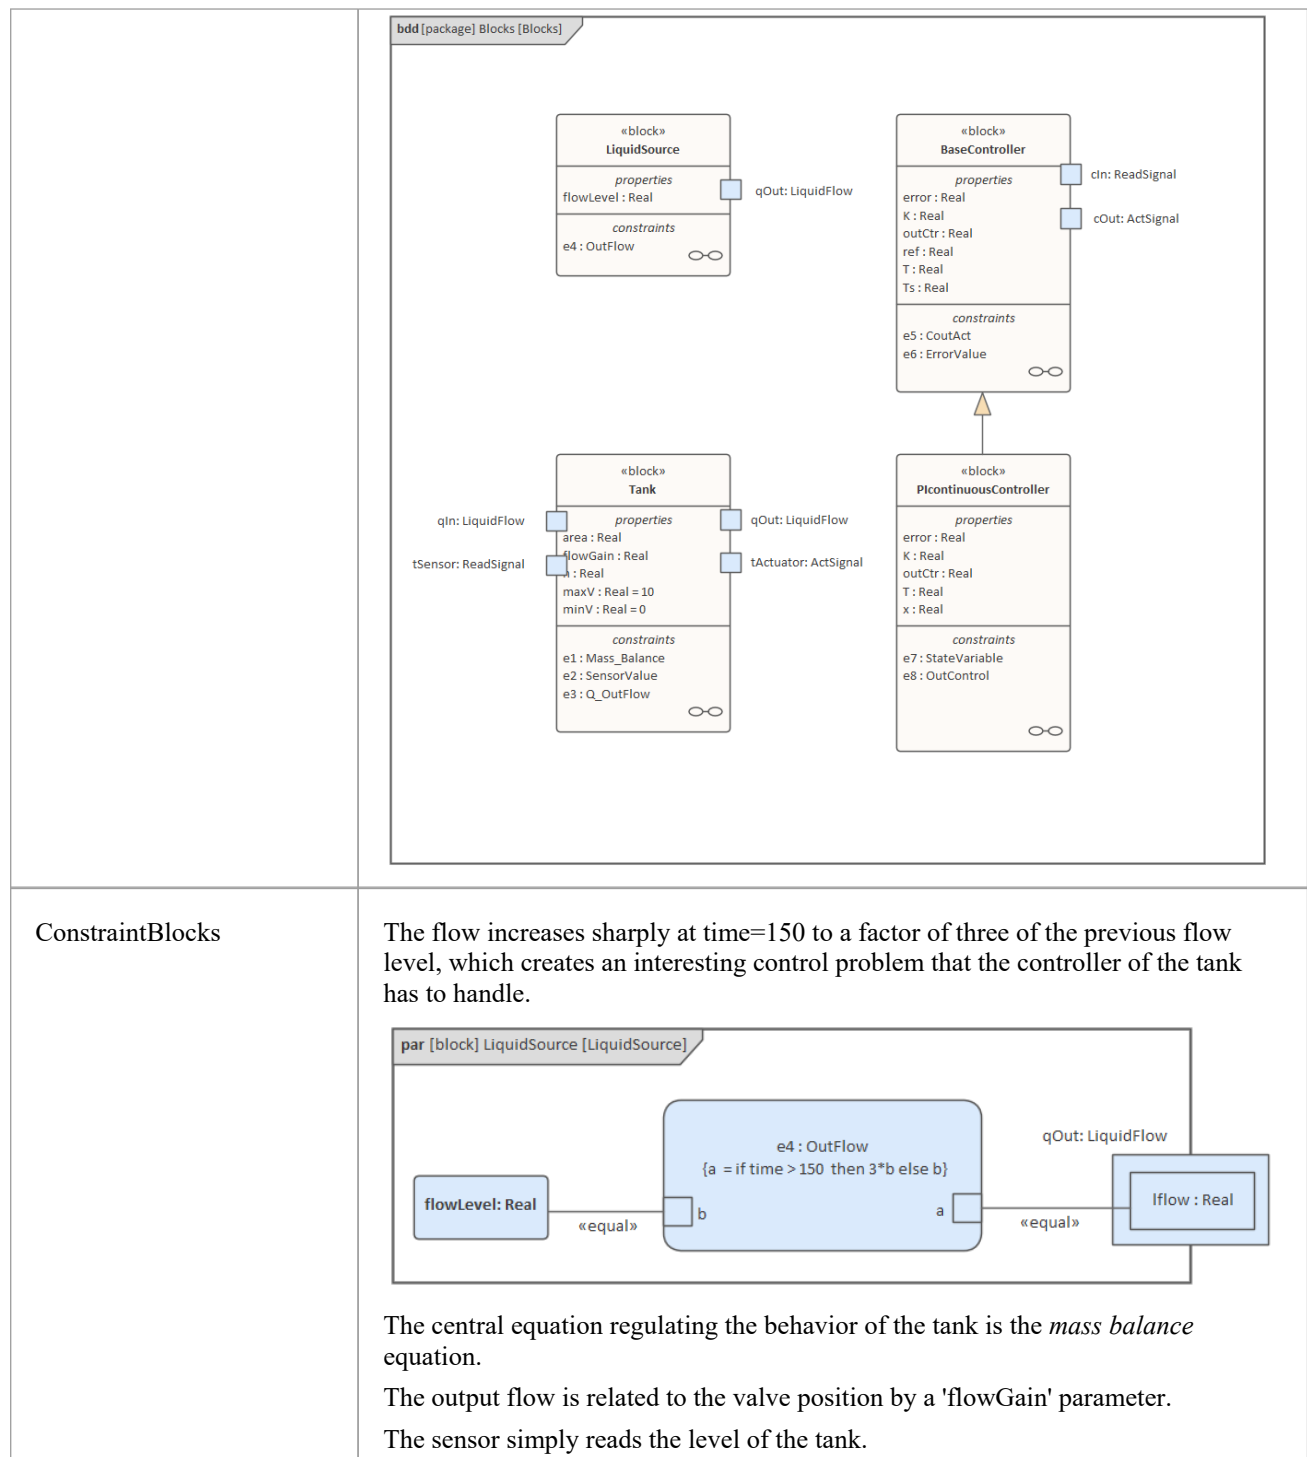 bdd [package] Blocks [Blocks]
«block»
LiquidSource
properties
flowLevel : Real
constraints
e4 : OutFlow
qOut: LiquidFlow
«block»
BaseController
properties
error : Real
K : Real
outCtr : Real
ref : Real
T : Real
Ts : Real
constraints
e5 : CoutAct
e6 : ErrorValue
cIn: ReadSignal
cOut: ActSignal
«block»
Tank
properties
area : Real
flowGain : Real
: Real
maxV : Real = 10
minV : Real = 0
constraints
e1 : Mass_Balance
e2 : SensorValue
e3 : Q_OutFlow
qIn: LiquidFlow
tSensor: ReadSignal
qOut: LiquidFlow
tActuator: ActSignal
«block»
PIcontinuousController
properties
error : Real
K : Real
outCtr : Real
T : Real
x : Real
constraints
e7 : StateVariable
e8 : OutControl
ConstraintBlocks
The flow increases sharply at time=150 to a factor of three of the previous flow
level, which creates an interesting control problem that the controller of the tank
has to handle.
par [block] LiquidSource [LiquidSource]
flowLevel: Real
«equal»
b
e4 : OutFlow
{a = if time > 150 then 3*b else b}
a
«equal»
qOut: LiquidFlow
lflow : Real
The central equation regulating the behavior of the tank is the mass balance
equation.
The output flow is related to the valve position by a 'flowGain' parameter.
The sensor simply reads the level of the tank.